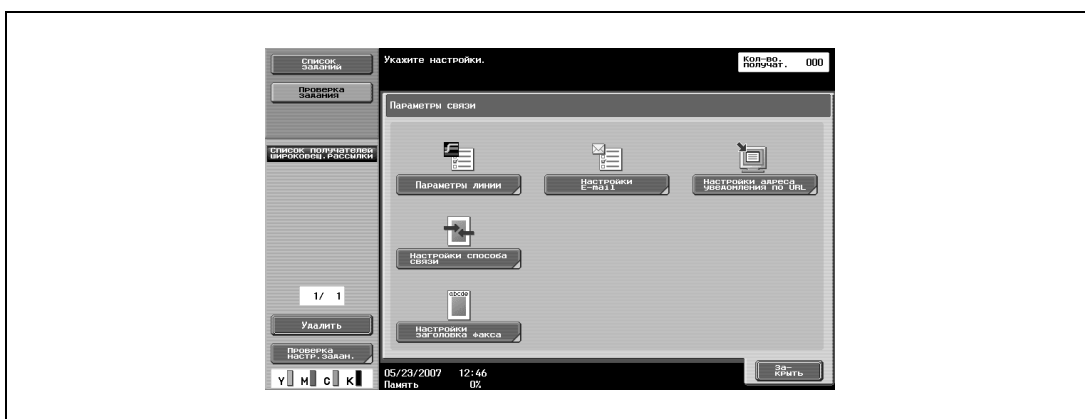 Список
заданий
Укажите настройки.
Кол-во.
получат. 000
Проверка
задания
Параметры связи
Список получателей
широковещ.рассылки
Параметры линии
Настройки
E-mail
Настройки адреса
уведомления по URL
Настройки способа
связи
abcde
1/ 1
Удалить
Настройки
заголовка факса
Проверка
настр.задан.
05/23/2007 12:46
Память 0%
За-
крыть
Y M C K